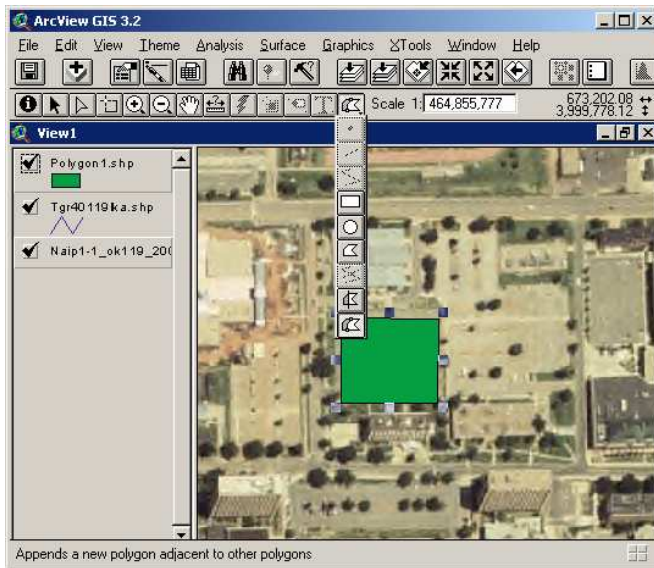 ArcView GIS 3.2
File Edit View Theme Analysis Surface Graphics XTools Window Help
Scale 1: 464,855,777
673,202.08
3,999,778.12
View1
Polygon1.shp
Tgr40119lka.shp
Naip1-1_ok119_200
Appends a new polygon adjacent to other polygons